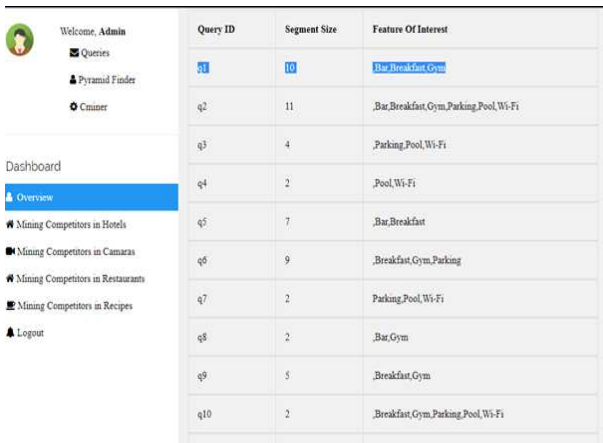 Welcome, Admin
Queries
Pyramid Finder
Cminer
Dashboard
Overview
Mining Competitors in Hotels
Mining Competitors in Camaras
Mining Competitors in Restaurants
Mining Competitors in Recipes
Logout
Query ID Segment Size Feature Of Interest
q1 10 ,Bar,Breakfast,Gym
q2 11 ,Bar,Breakfast,Gym,Parking,Pool,Wi-Fi
q3 4 ,Parking,Pool,Wi-Fi
q4 2 ,Pool,Wi-Fi
q5 7 ,Bar,Breakfast
q6 9 ,Breakfast,Gym,Parking
q7 2 Parking,Pool,Wi-Fi
q8 2 ,Bar,Gym
q9 5 ,Breakfast,Gym
q10 2 ,Breakfast,Gym,Parking,Pool,Wi-Fi